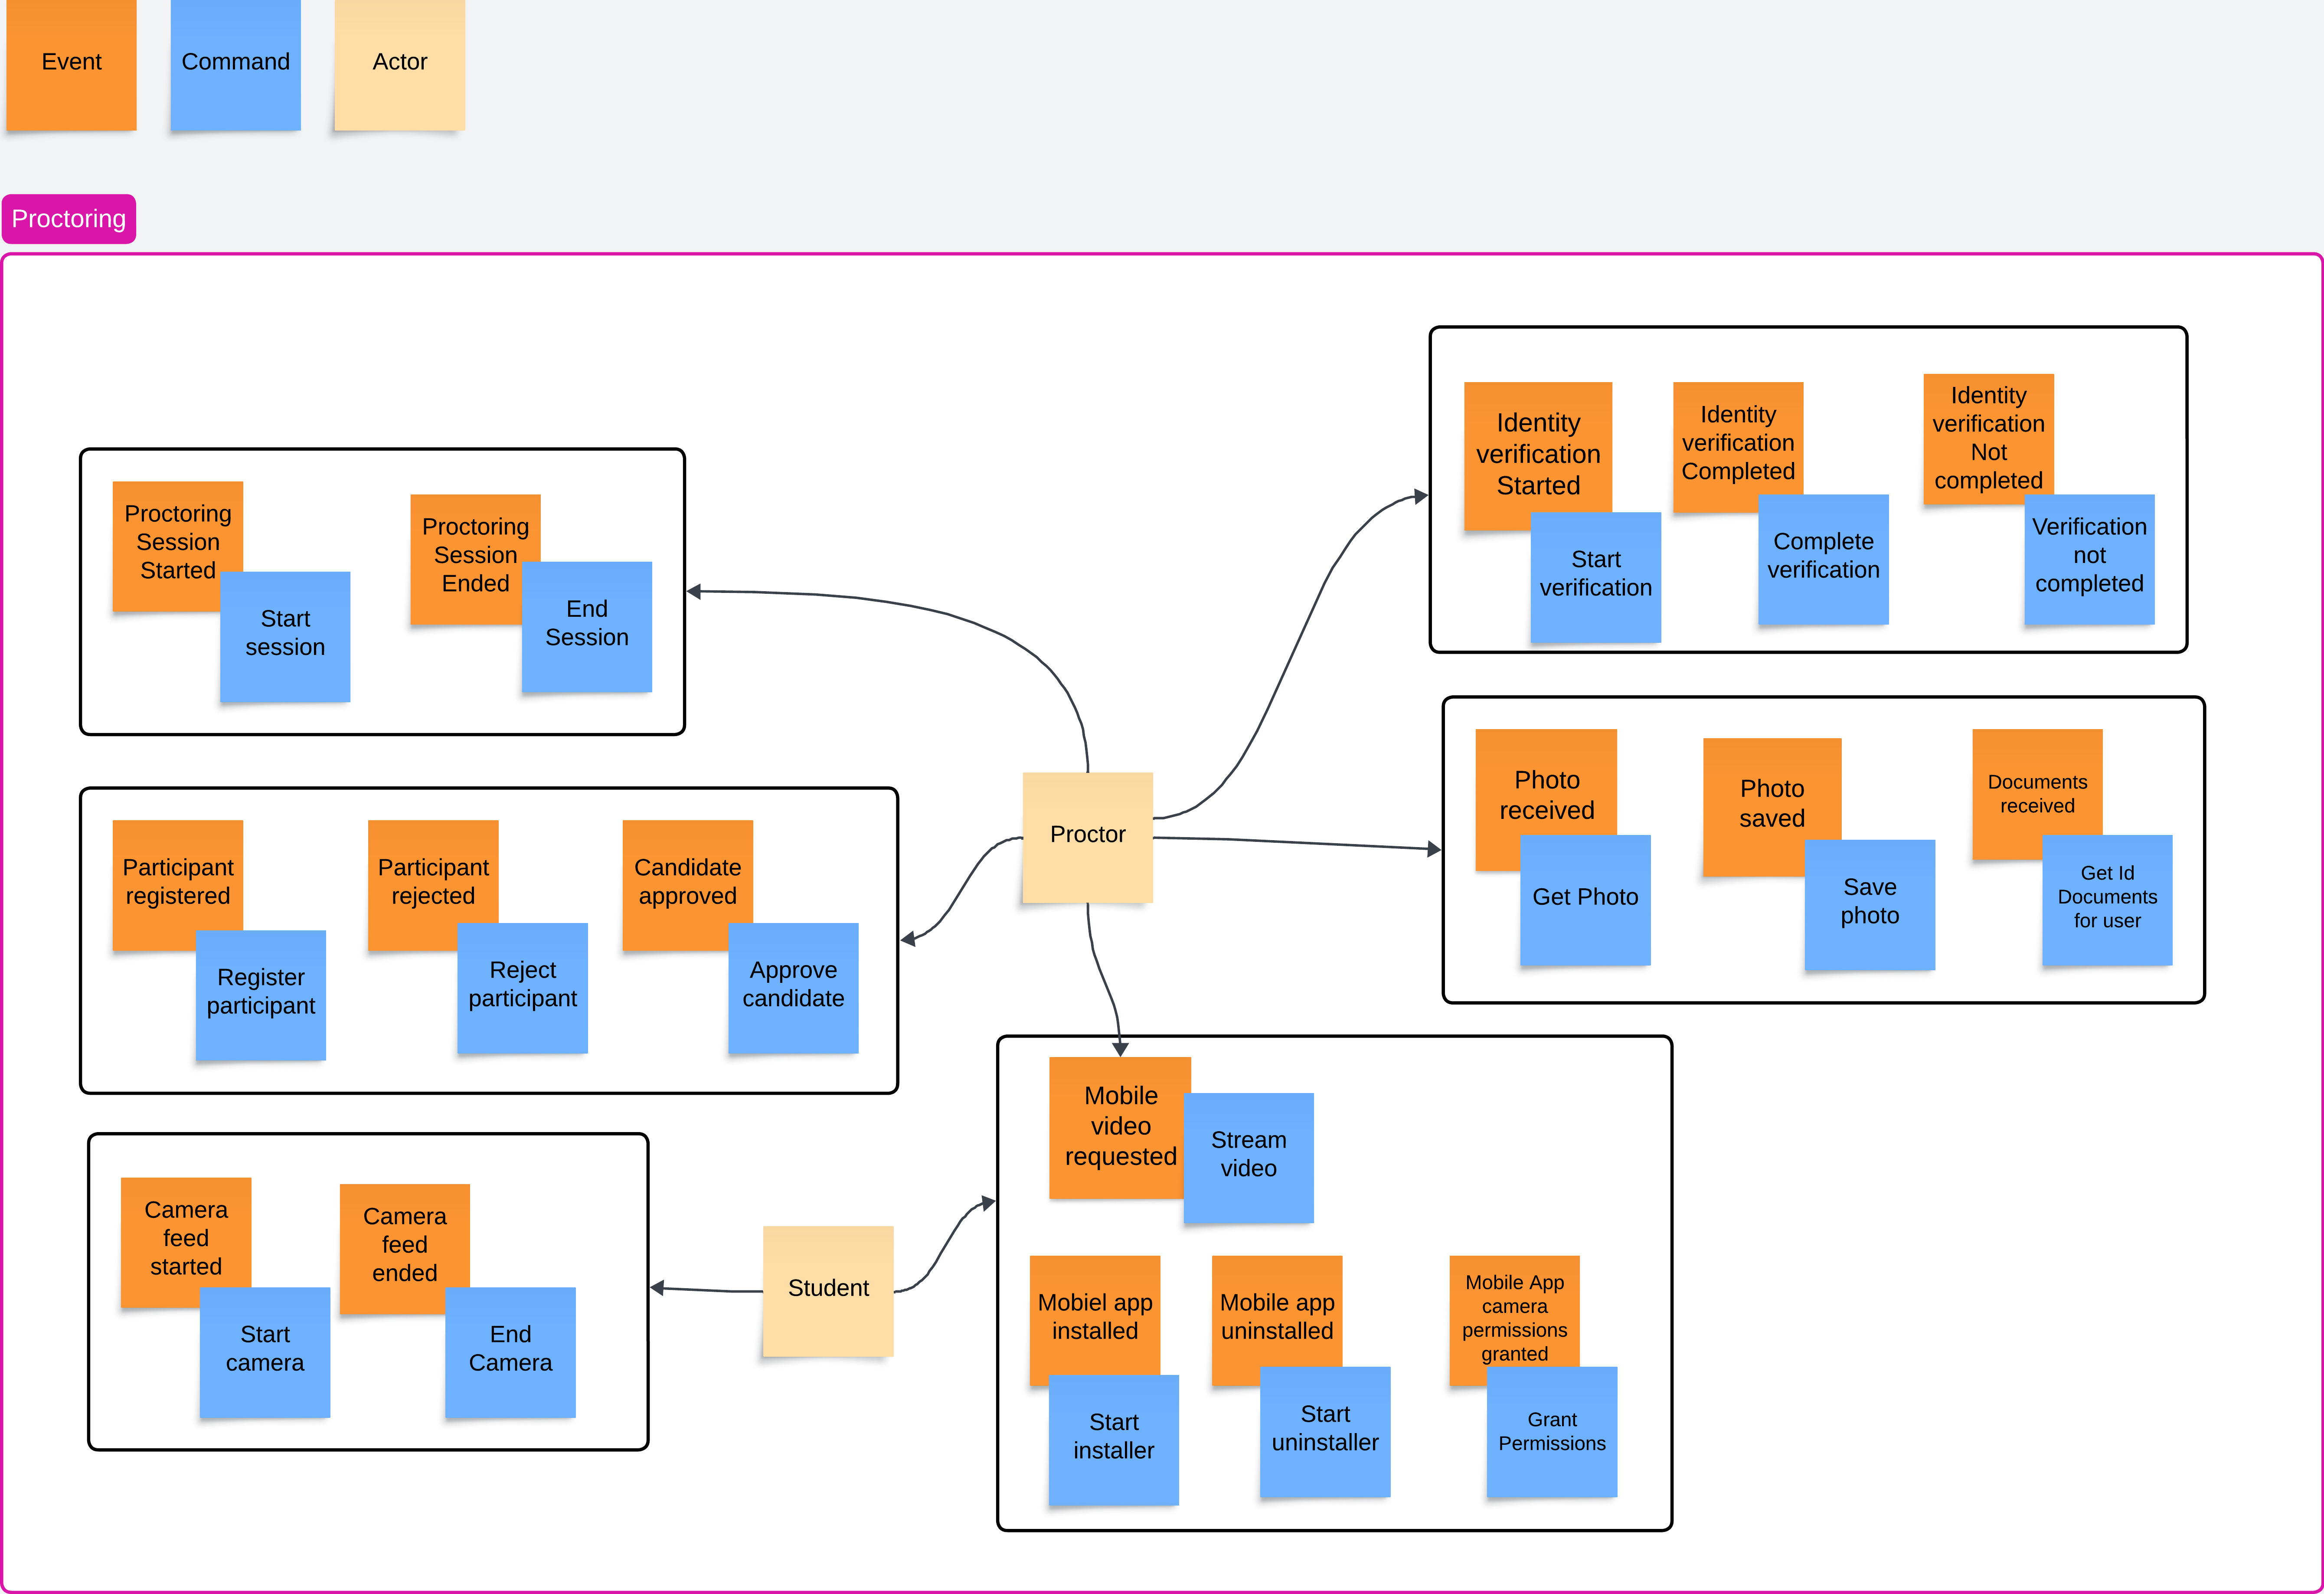 Event
Command
Actor
Proctoring
Proctoring
Session
Started
Start
session
Proctoring
Session
Ended
End
Session
Identity
verification
Started
Start
verification
Identity
verification
Completed
Complete
verification
Identity
verification
Not
completed
Verification
not
completed
Participant
registered
Register
participant
Participant
rejected
Reject
participant
Candidate
approved
Approve
candidate
Proctor
Photo
received
Get Photo
Photo
saved
Save
photo
Documents
received
Get Id
Documents
for user
Camera
feed
started
Start
camera
Camera
feed
ended
End
Camera
Student
Mobile
video
requested
Stream
video
Mobiel app
installed
Start
installer
Mobile app
uninstalled
Start
uninstaller
Mobile App
camera
permissions
granted
Grant
Permissions